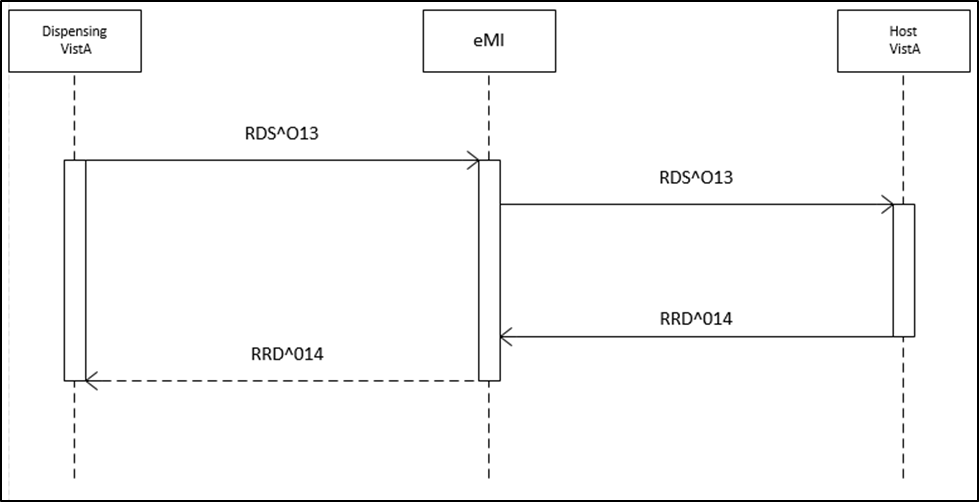 Dispensing
VistA
eMI
Host
VistA
RDS^O13
RDS^O13
RRD^014
RRD^014